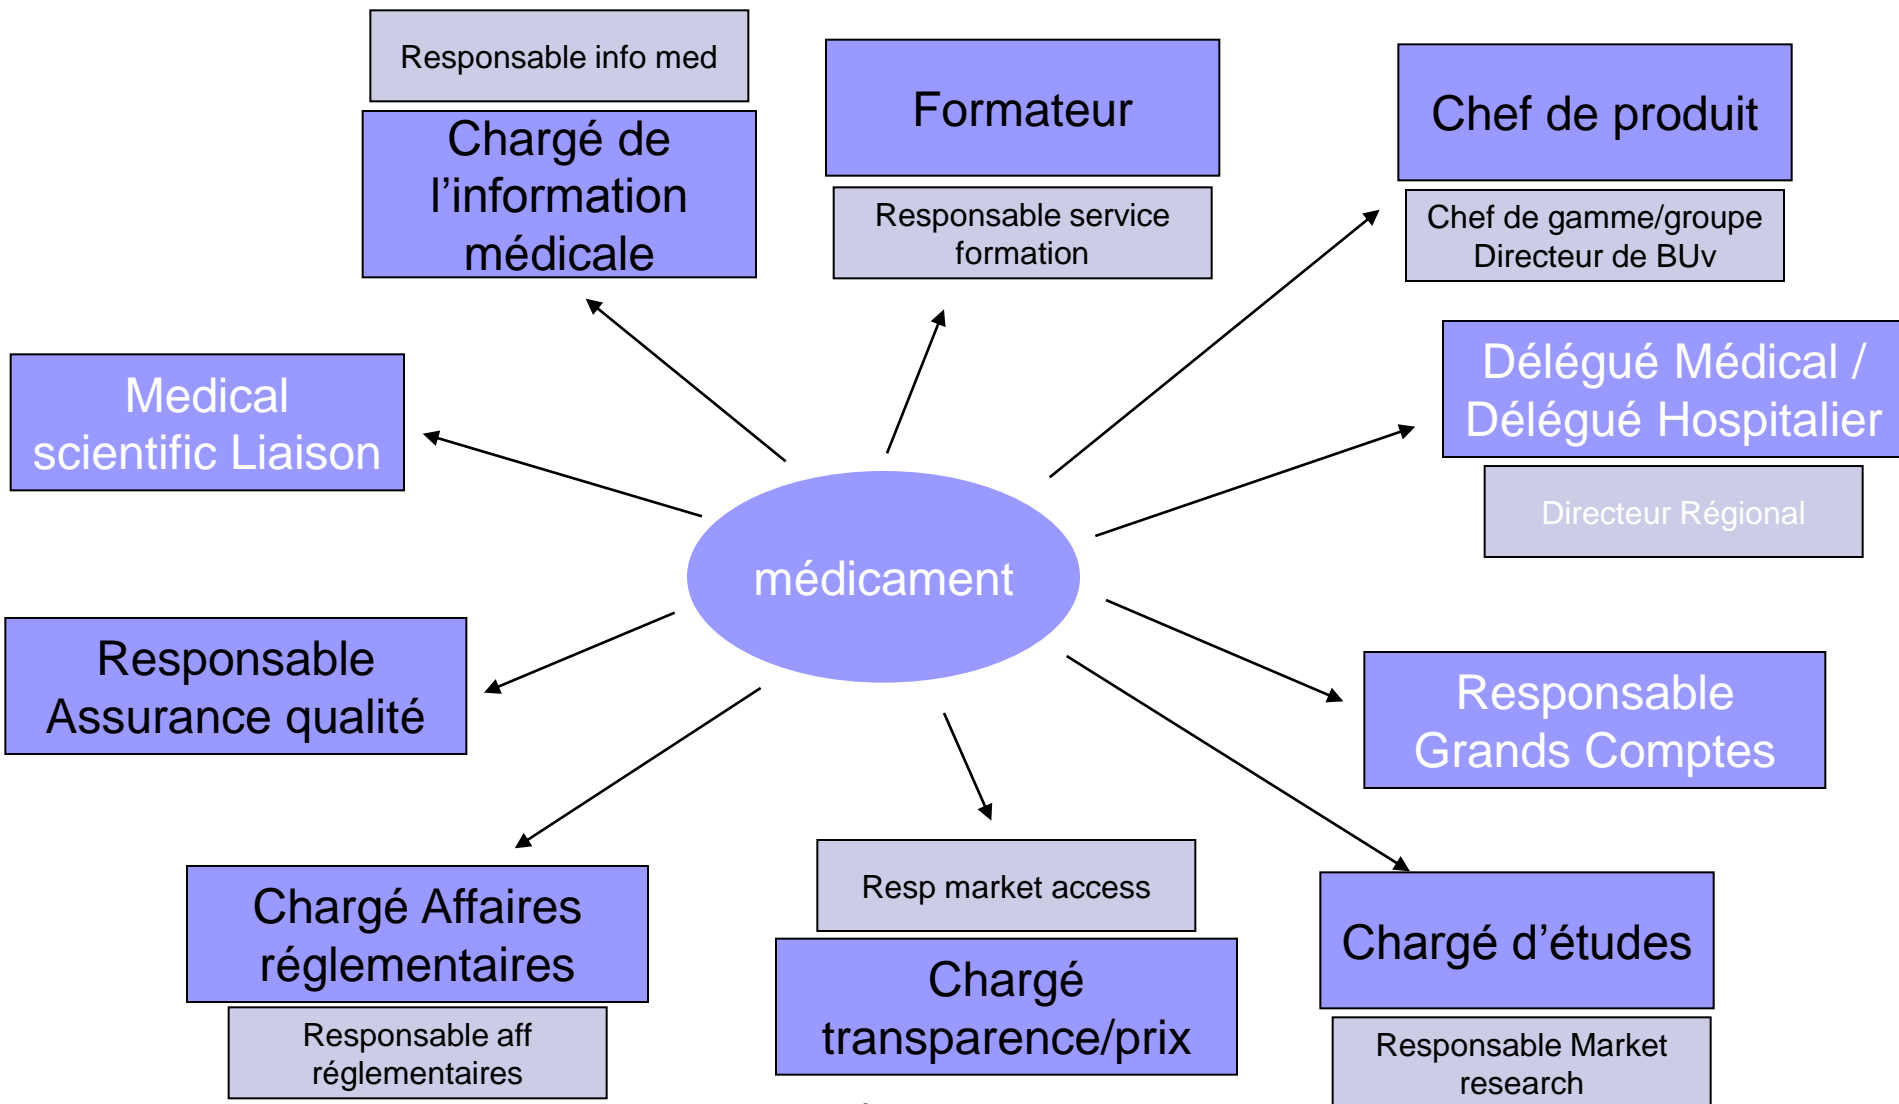 Responsable info med
Chargé de
l’information
médicale
Formateur
Responsable service
formation
Chef de produit
Chef de gamme/groupe
Directeur de BUv
Medical
scientific Liaison
Délégué Médical /
Délégué Hospitalier
Directeur Régional
médicament
Responsable
Assurance qualité
Responsable
Grands Comptes
Chargé Affaires
réglementaires
Responsable aff
réglementaires
Resp market access
Chargé
transparence/prix
Chargé d’études
Responsable Market
research